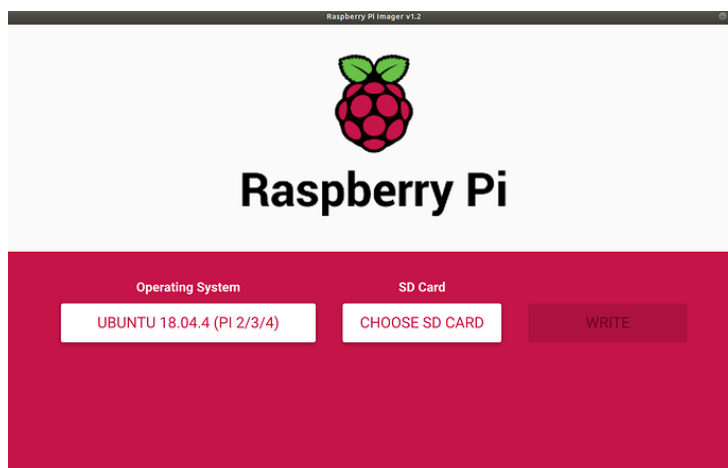 Raspberry Pi Imager v1.2
Raspberry Pi
Operating System
SD Card
UBUNTU 18.04.4 (PI 2/3/4)
CHOOSE SD CARD
WRITE